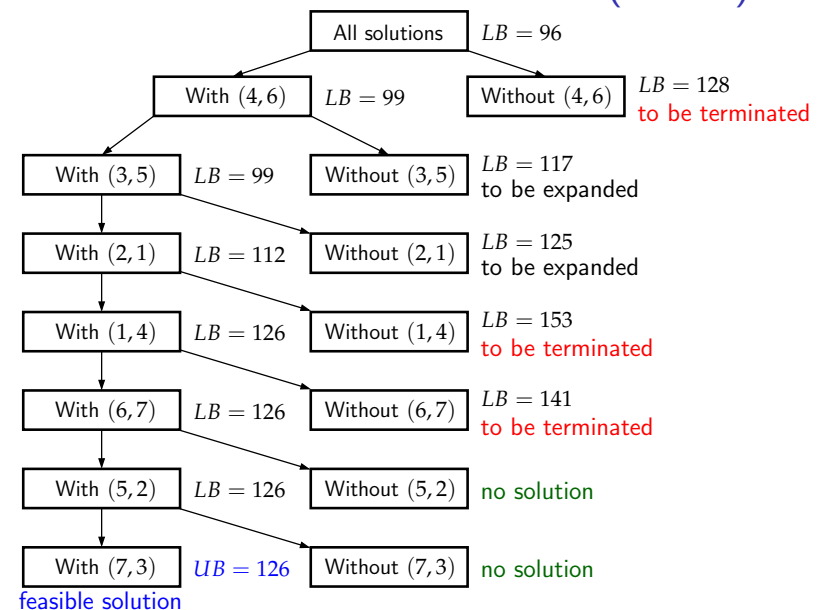 All solutions LB = 96
With (4, 6) LB = 99 Without (4, 6) LB = 128
to be terminated
With (3, 5) LB = 99 Without (3, 5) LB = 117
to be expanded
With (2, 1) LB = 112 Without (2, 1) LB = 125
to be expanded
With (1, 4) LB = 126 Without (1, 4) LB = 153
to be terminated
With (6, 7) LB = 126 Without (6, 7) LB = 141
to be terminated
With (5, 2) LB = 126 Without (5, 2) no solution
With (7, 3) UB = 126 Without (7, 3) no solution
feasible solution